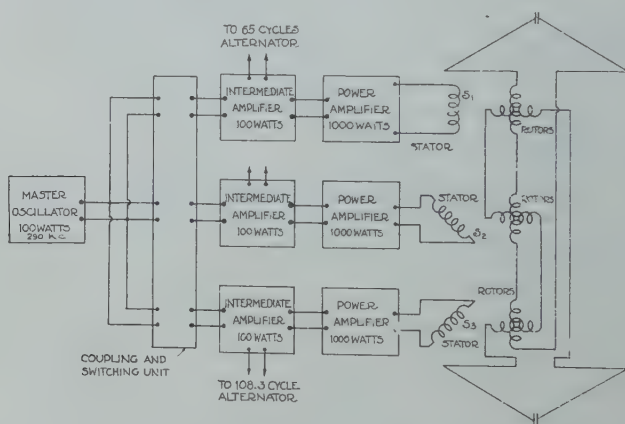 TO 65 CYCLES
ALTERNATOR
INTERMEDIATE
AMPLIFIER
100 WATTS
POWER
AMPLIFIER
1000 WATTS
S1
STATOR
ROTORS
MASTER
OSCILLATOR
100 WATTS
290 K.C.
INTERMEDIATE
AMPLIFIER
100 WATTS
POWER
AMPLIFIER
1000 WATTS
STATOR
S2
ROTORS
INTERMEDIATE
AMPLIFIER
100 WATTS
POWER
AMPLIFIER
1000 WATTS
ROTORS
S3
STATOR
COUPLING AND
SWITCHING UNIT
TO 108.3 CYCLE
ALTERNATOR